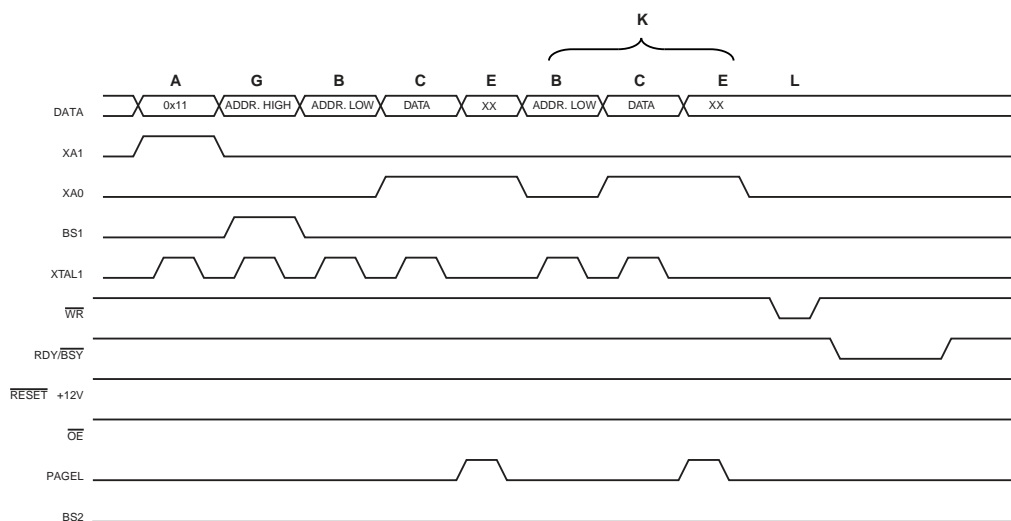 K
A G B C E B C E L
DATA 0x11 ADDR. HIGH ADDR. LOW DATA XX ADDR. LOW DATA XX
XA1
XA0
BS1
XTAL1
WR
RDY/BSY
RESET +12V
OE
PAGEL
BS2